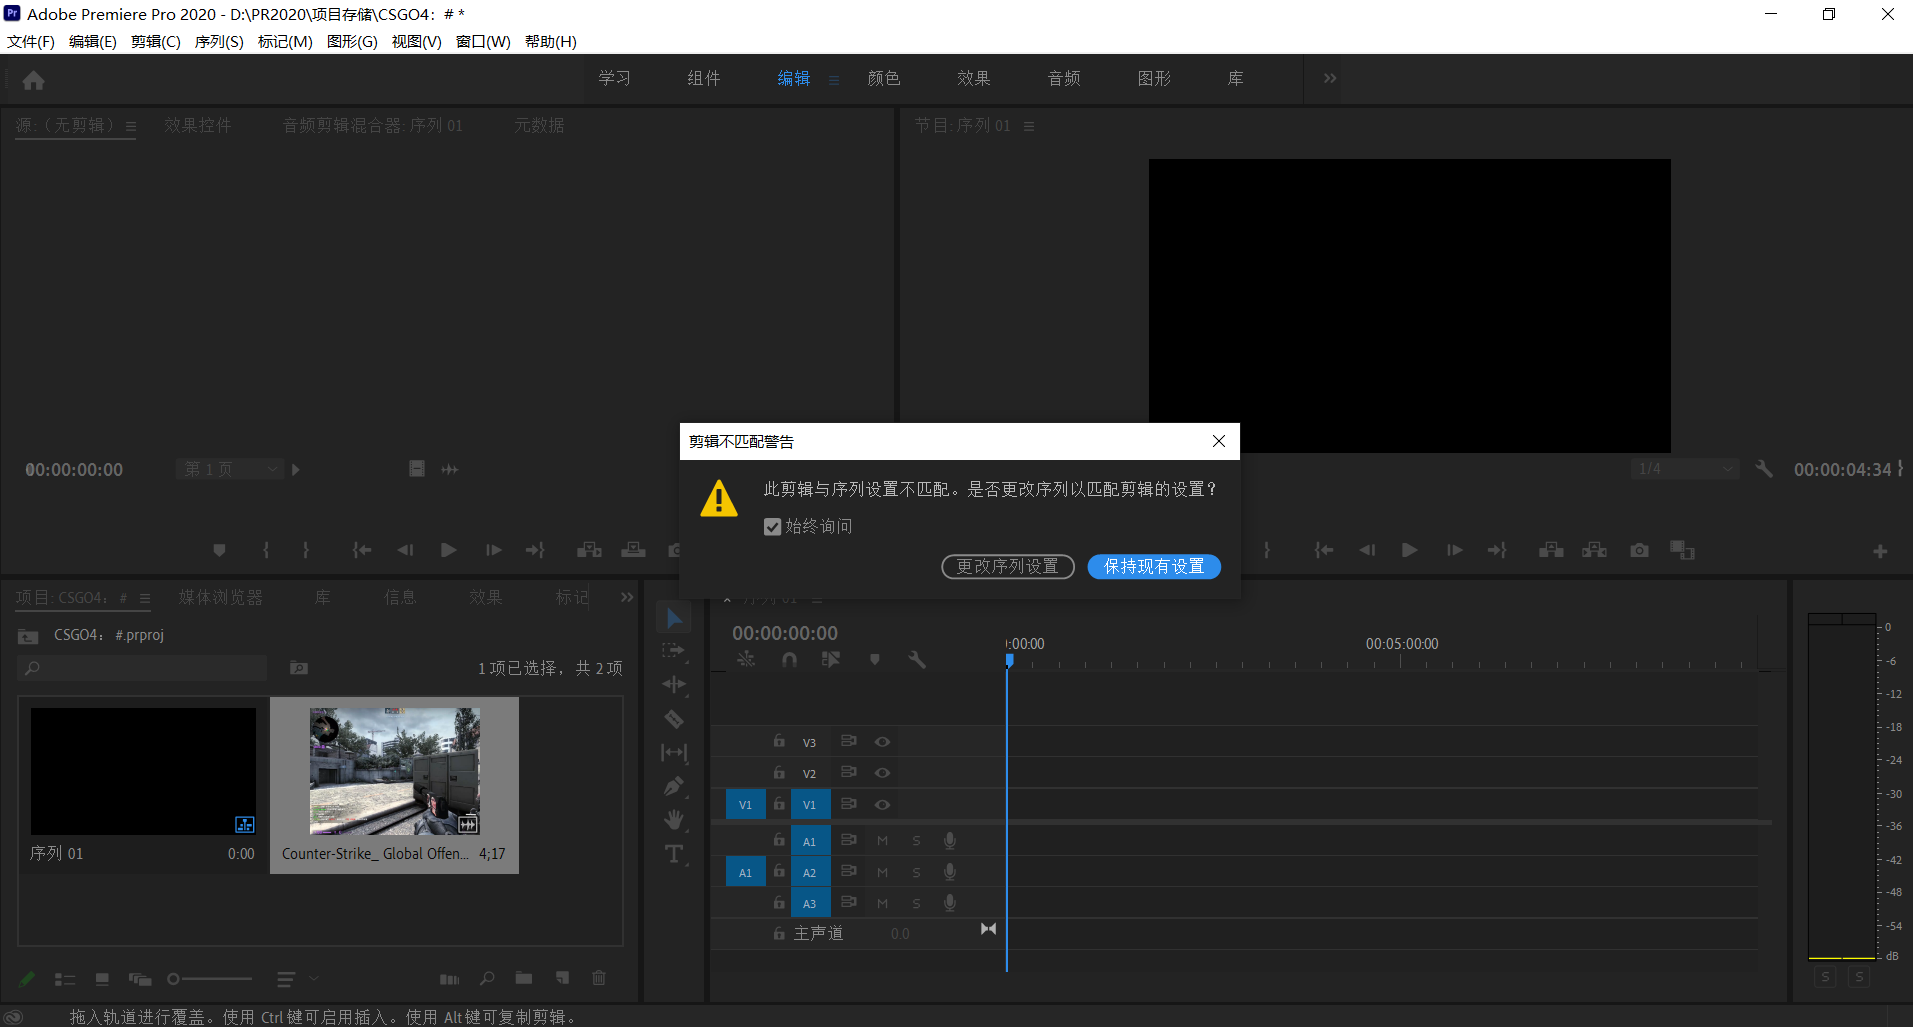 Adobe Premiere Pro 2020 - D:\PR2020\项目存储\CSGO4：# *
文件(F) 编辑(E) 剪辑(C) 序列(S) 标记(M) 图形(G) 视图(V) 窗口(W) 帮助(H)
学习 组件 编辑 颜色 效果 音频 图形 库
源:（无剪辑） 效果控件 音频剪辑混合器: 序列 01 元数据
节目: 序列 01
00:00:00:00 第 1 页
1/4 00:00:04:34
剪辑不匹配警告
此剪辑与序列设置不匹配。是否更改序列以匹配剪辑的设置？
始终询问
更改序列设置 保持现有设置
项目: CSGO4：# 媒体浏览器 库 信息 效果 标记
CSGO4：#.prproj
1 项已选择，共 2 项
序列 01 0:00
Counter-Strike_ Global Offen... 4;17
× 序列 01
00:00:00:00
:00:00 00:05:00:00
V3
V2
V1 V1
A1 M S
A1 A2 M S
A3 M S
主声道 0.0
0
-6
-12
-18
-24
-30
-36
-42
-48
-54
dB
S S
拖入轨道进行覆盖。使用 Ctrl 键可启用插入。使用 Alt 键可复制剪辑。